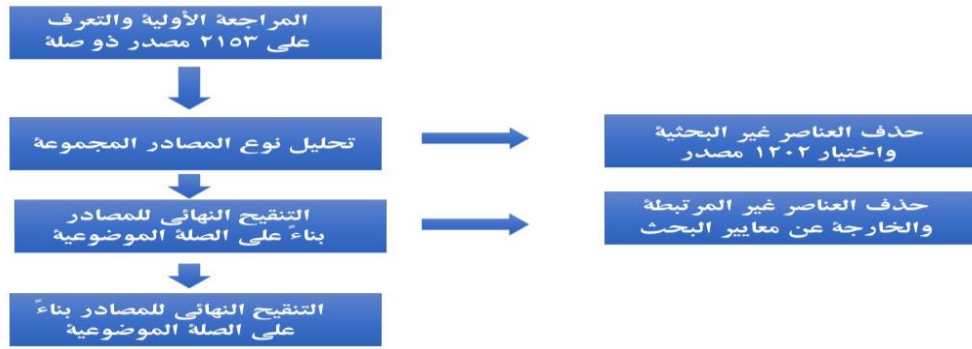 المراجعة الأولية والتعرف
على ٢١٥٣ مصدر ذو صلة
تحليل نوع المصادر المجموعة
حذف العناصر غير البحثية
واختيار ١٢٠٢ مصدر
التنقيح النهائي للمصادر
بناءً على الصلة الموضوعية
حذف العناصر غير المرتبطة
والخارجة عن معايير البحث
التنقيح النهائي للمصادر بناءً
على الصلة الموضوعية